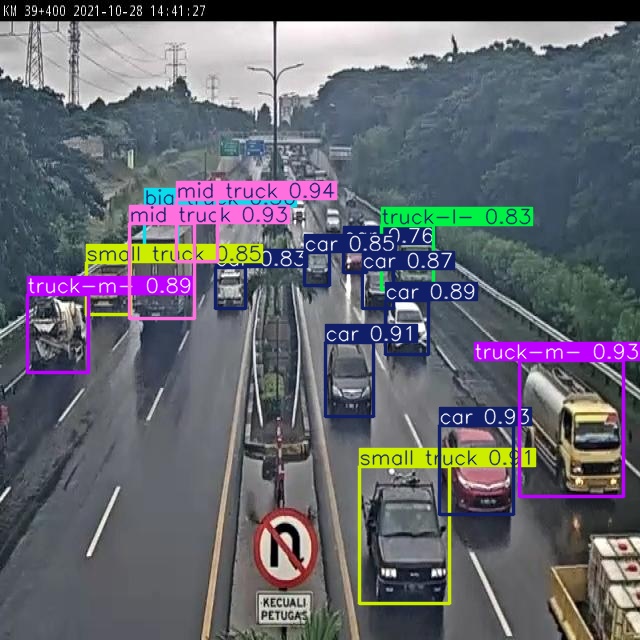 KM 39+400 2021-10-28 14:41:27
mid truck 0.94
mid truck 0.93
truck-l- 0.83
car 0.85
0.76
small truck 0.85
0.83
car 0.87
truck-m- 0.89
car 0.89
car 0.91
truck-m- 0.93
car 0.93
small truck 0.91
KECUALI
PETUGAS